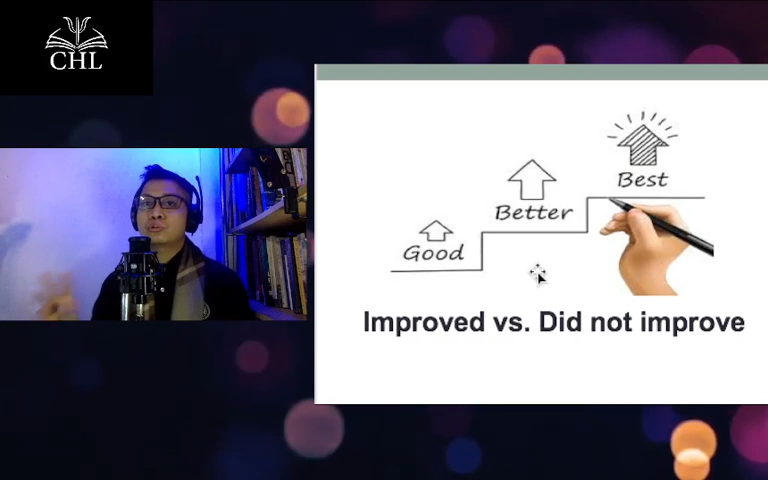 CHL
Best
Better
Good
Improved vs. Did not improve